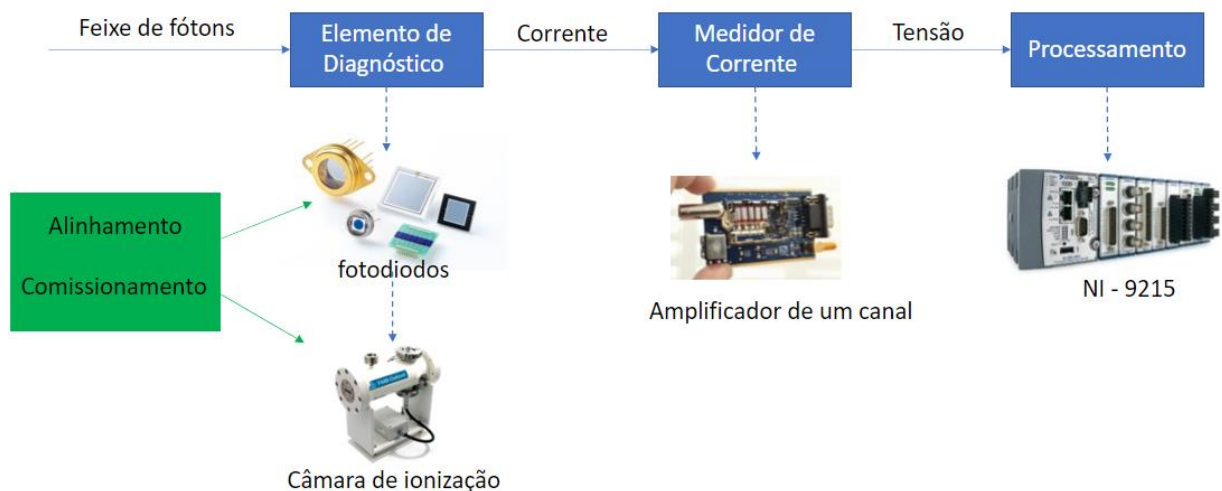 Feixe de fótons
Elemento de
Diagnóstico
Corrente
Medidor de
Corrente
Tensão
Processamento
Alinhamento
Comissionamento
fotodiodos
Amplificador de um canal
NI - 9215
Câmara de ionização